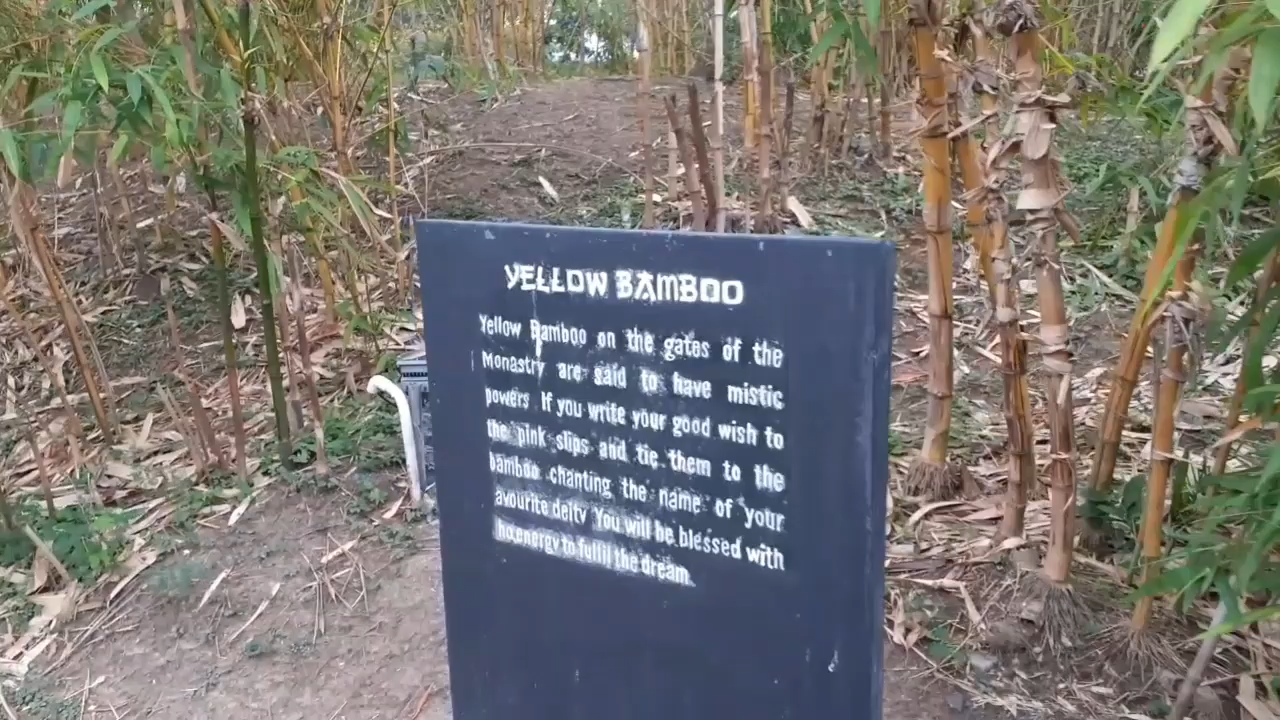 YELLOW BAMBOO
Yellow Bamboo on the gates of the
Monastry are said to have mistic
powers If you write your good wish to
the pink slips and tie them to the
bamboo chanting the name of your
avourite deity You will be blessed with
energy to fulfil the dream.